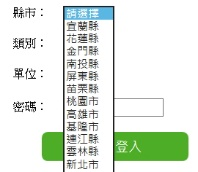 縣市：
請選擇
宜蘭縣
花蓮縣
金門縣
南投縣
屏東縣
苗栗縣
桃園市
高雄市
基隆市
連江縣
雲林縣
新北市
類別：
單位：
密碼：
登入